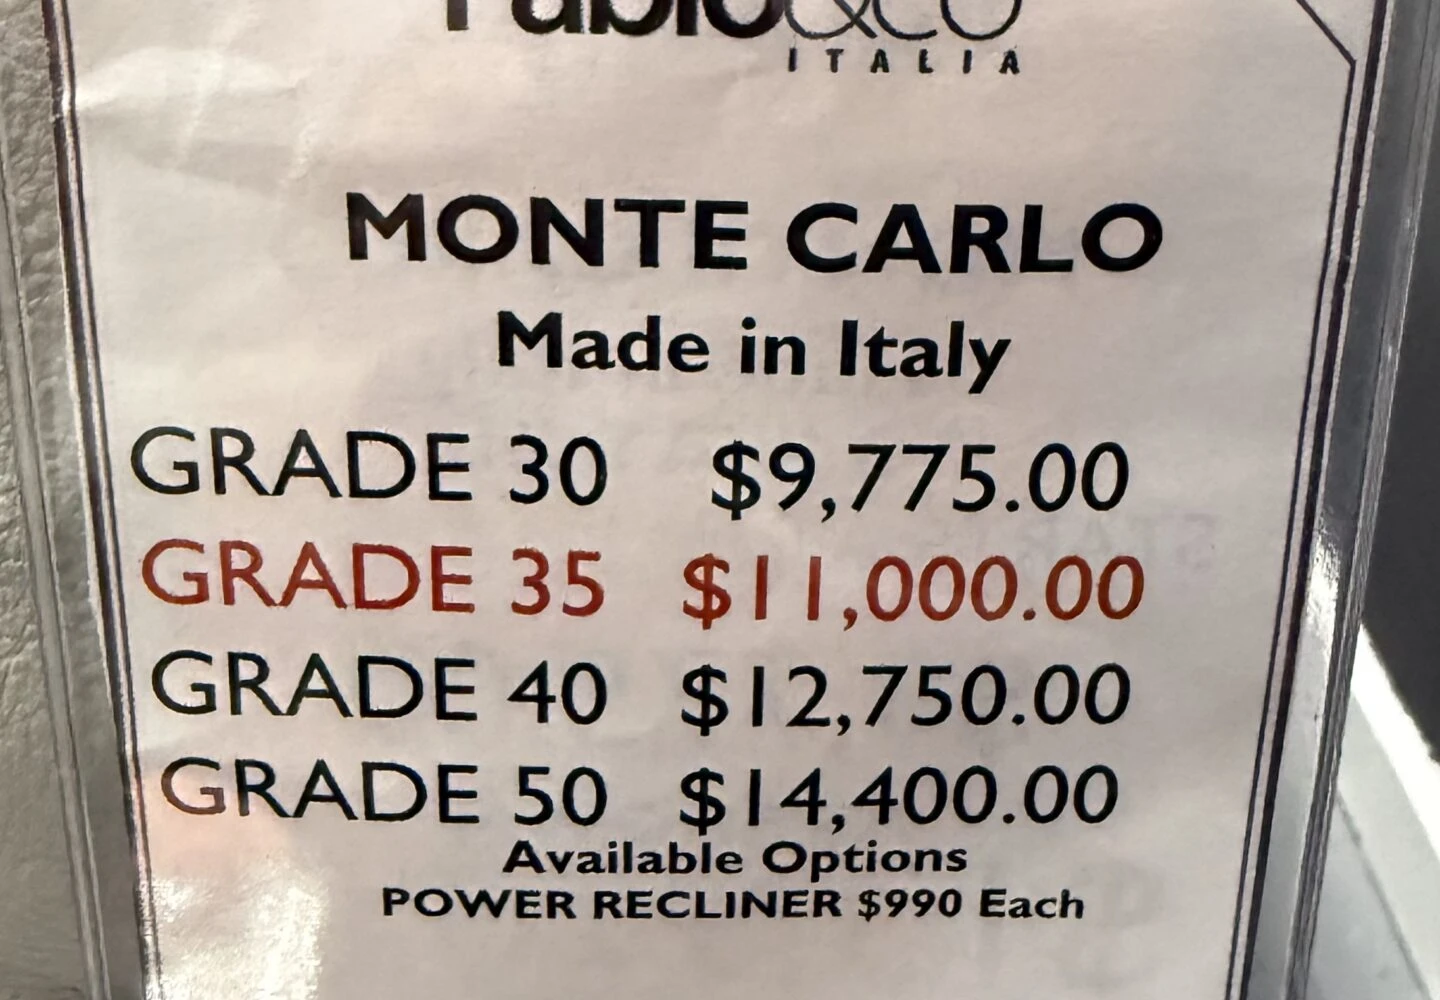 &co
ITALIA
MONTE CARLO
Made in Italy
GRADE 30 $9,775.00
GRADE 35 $11,000.00
GRADE 40 $12,750.00
GRADE 50 $14,400.00
Available Options
POWER RECLINER $990 Each